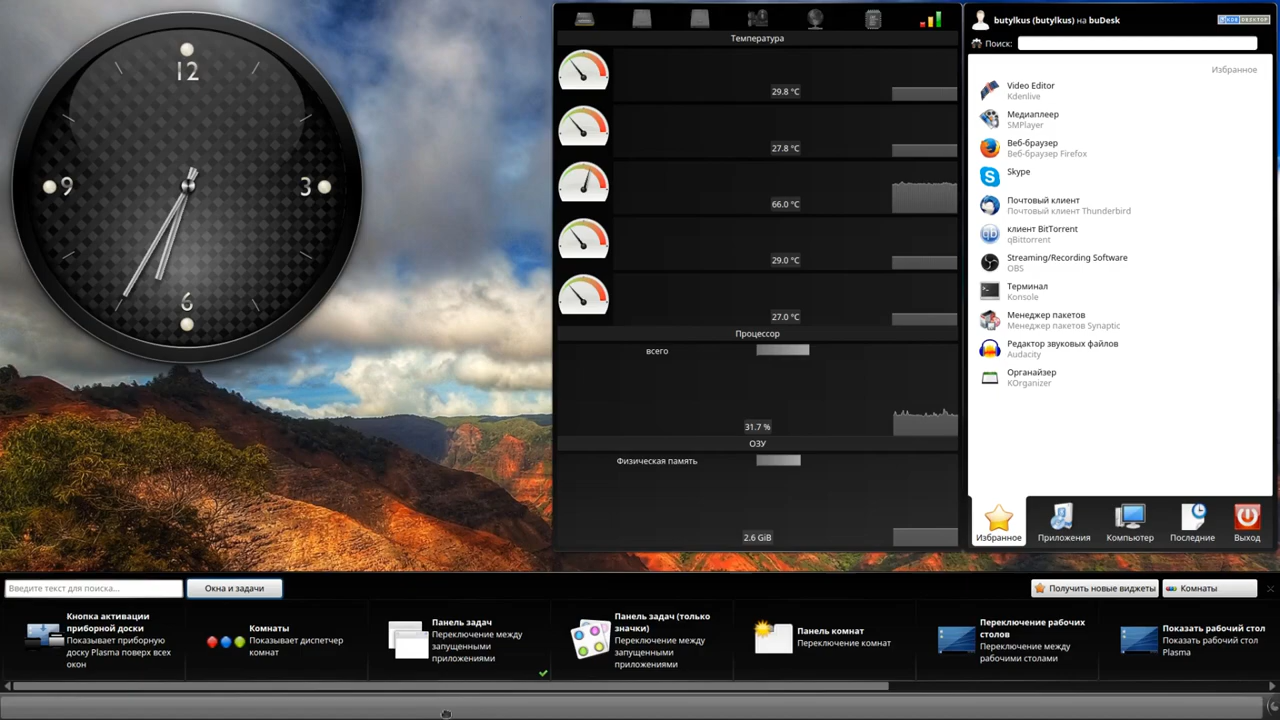 12
9
3
6
Температура
29.8 °C
27.8 °C
66.0 °C
29.0 °C
27.0 °C
Процессор
всего
31.7 %
ОЗУ
Физическая память
2.6 GiB
butylkus (butylkus) на buDesk
KDE DESKTOP
Поиск:
Избранное
Video Editor
Kdenlive
Медиаплеер
SMPlayer
Веб-браузер
Веб-браузер Firefox
Skype
Почтовый клиент
Почтовый клиент Thunderbird
клиент BitTorrent
qBittorrent
Streaming/Recording Software
OBS
Терминал
Konsole
Менеджер пакетов
Менеджер пакетов Synaptic
Редактор звуковых файлов
Audacity
Органайзер
KOrganizer
Избранное
Приложения
Компьютер
Последние
Выход
Введите текст для поиска...
Окна и задачи
Получить новые виджеты
Комнаты
Кнопка активации
приборной доски
Показывает приборную
доску Plasma поверх всех
окон
Комнаты
Показывает диспетчер
комнат
Панель задач
Переключение между
запущенными
приложениями
Панель задач (только
значки)
Переключение между
запущенными
приложениями
Панель комнат
Переключение комнат
Переключение рабочих
столов
Переключение между
рабочими столами
Показать рабочий стол
Показать рабочий стол
Plasma